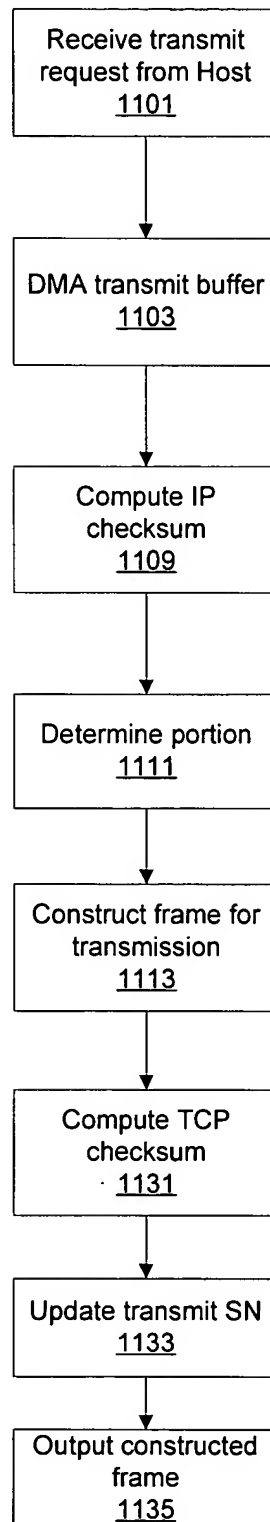 Receive transmit
request from Host
1101
DMA transmit buffer
1103
Compute IP
checksum
1109
Determine portion
1111
Construct frame for
transmission
1113
Compute TCP
checksum
1131
Update transmit SN
1133
Output constructed
frame
1135